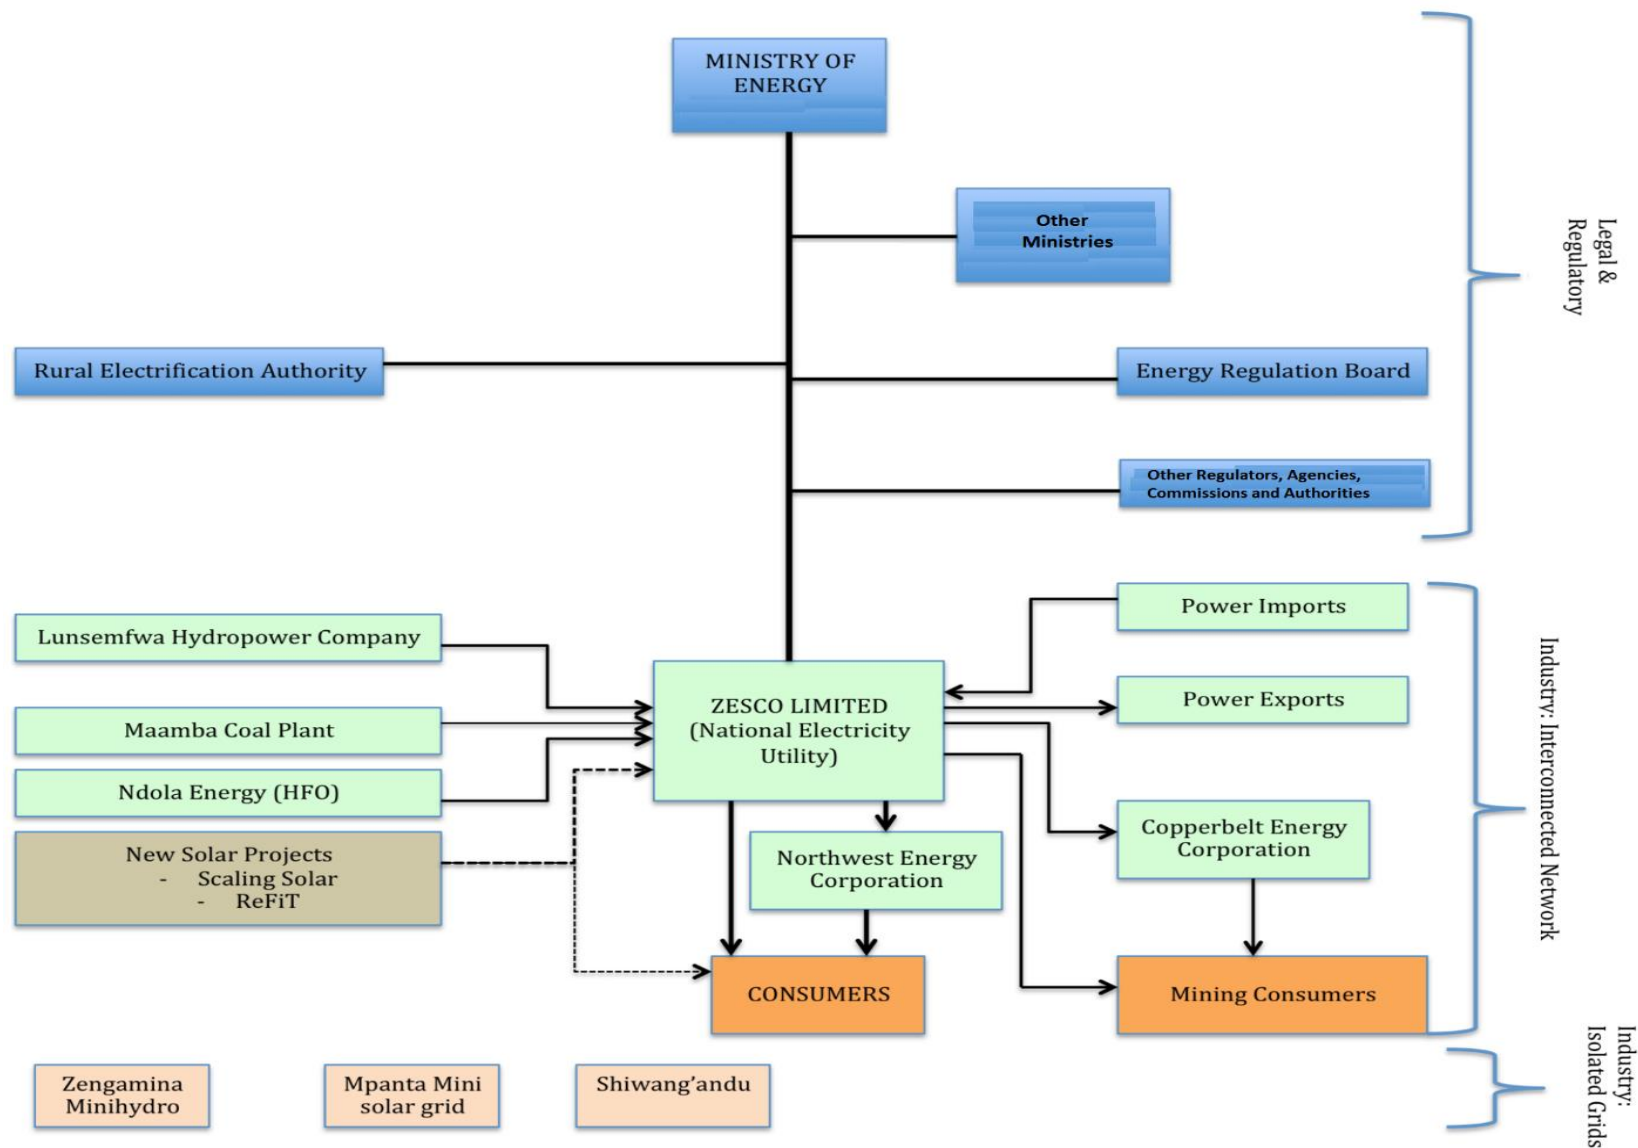 MINISTRY OF
ENERGY
Other
Ministries
Legal &
Regulatory
Rural Electrification Authority
Energy Regulation Board
Other Regulators, Agencies,
Commissions and Authorities
Lunsemfwa Hydropower Company
Maamba Coal Plant
Ndola Energy (HFO)
New Solar Projects
- Scaling Solar
- ReFiT
ZESCO LIMITED
(National Electricity
Utility)
Power Imports
Power Exports
Northwest Energy
Corporation
Copperbelt Energy
Corporation
CONSUMERS
Mining Consumers
Industry: Interconnected Network
Zengamina
Minihydro
Mpanta Mini
solar grid
Shiwang’andu
Industry:
Isolated Grids